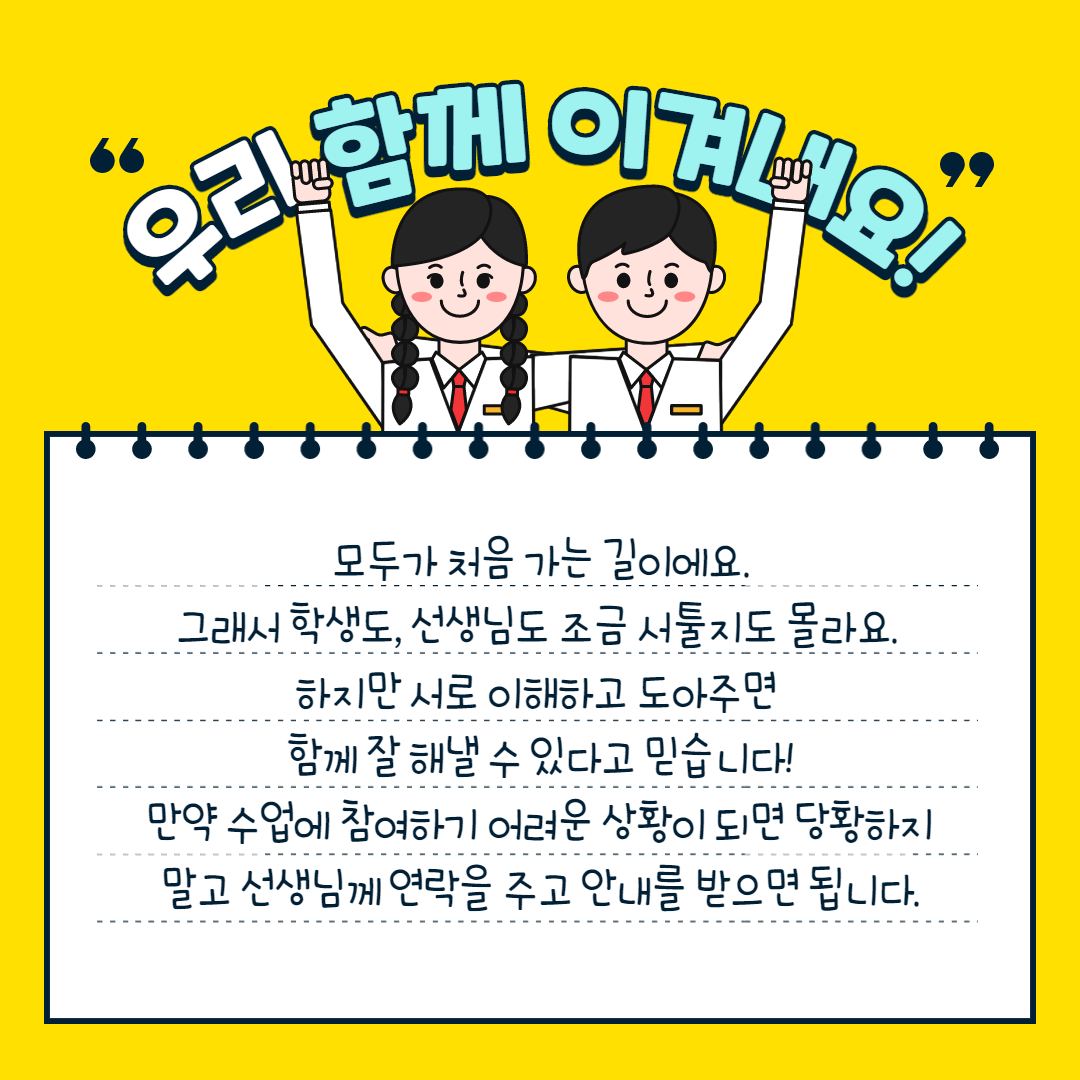 “우리 함께 이겨내요!”
모두가 처음 가는 길이에요.
그래서 학생도, 선생님도 조금 서툴지도 몰라요.
하지만 서로 이해하고 도아주면
함께 잘 해낼 수 있다고 믿습니다!
만약 수업에 참여하기 어려운 상황이 되면 당황하지
말고 선생님께 연락을 주고 안내를 받으면 됩니다.